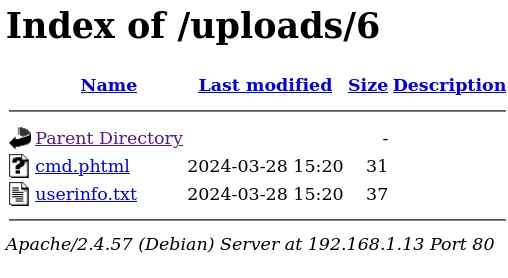 Index of /uploads/6
Name Last modified Size Description
Parent Directory -
cmd.phtml 2024-03-28 15:20 31
userinfo.txt 2024-03-28 15:20 37
Apache/2.4.57 (Debian) Server at 192.168.1.13 Port 80